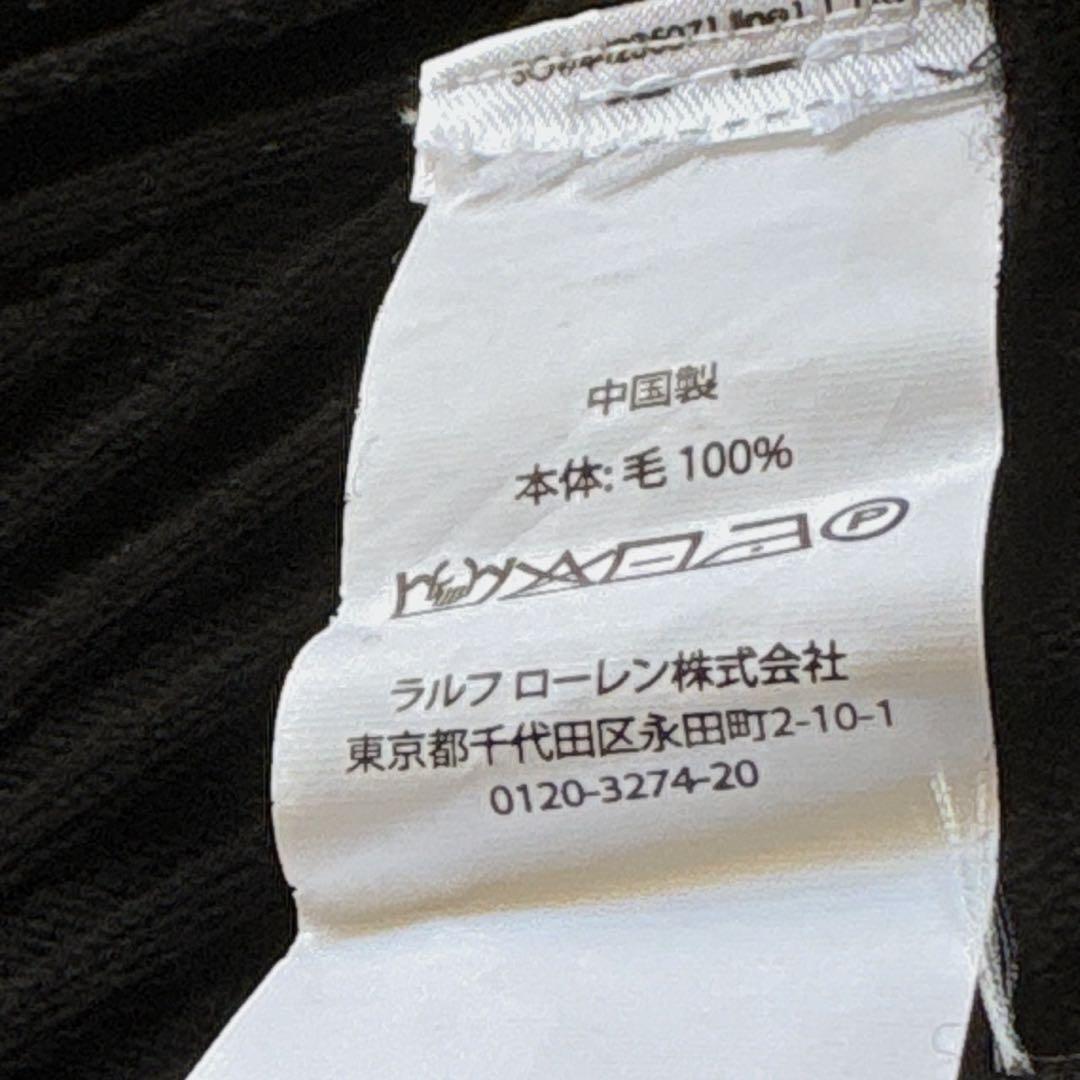 中国製
本体: 毛 100%
P
ラルフ ローレン株式会社
東京都千代田区永田町2-10-1
0120-3274-20